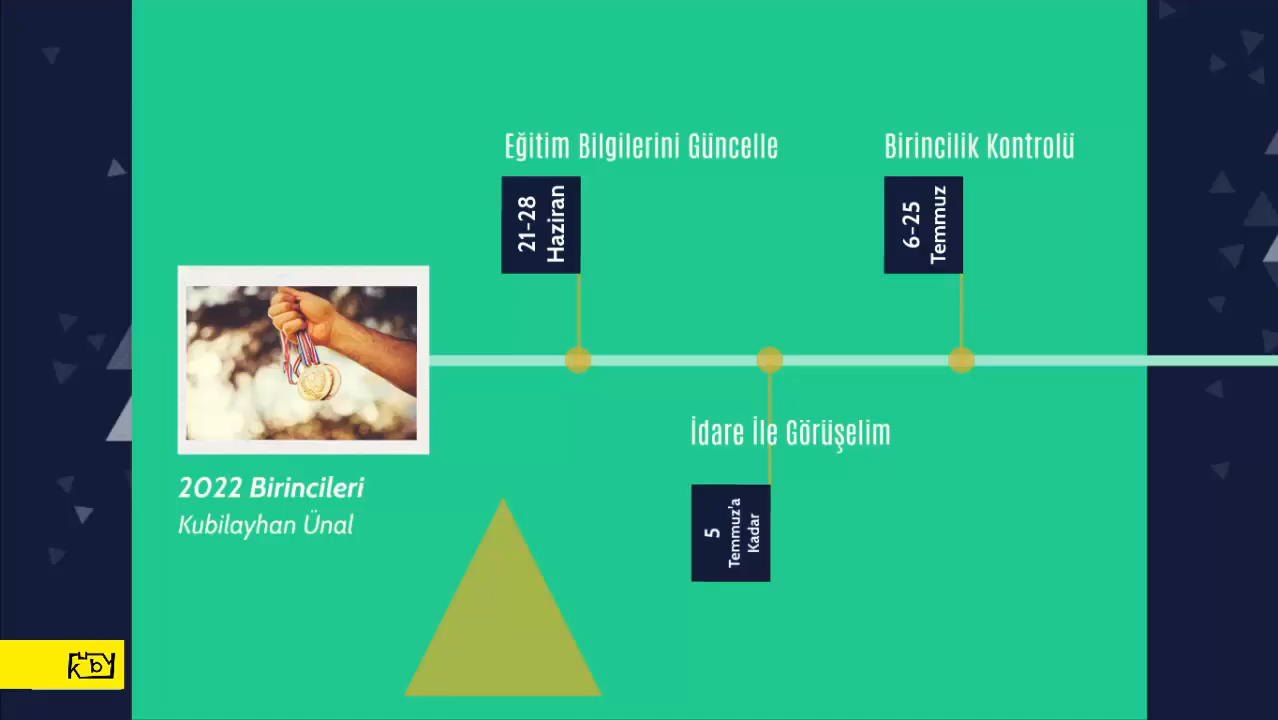 Eğitim Bilgilerini Güncelle
21-28
Haziran
Birincilik Kontrolü
6-25
Temmuz
2022 Birincileri
Kubilayhan Ünal
İdare İle Görüşelim
5
Temmuz'a
Kadar
k by